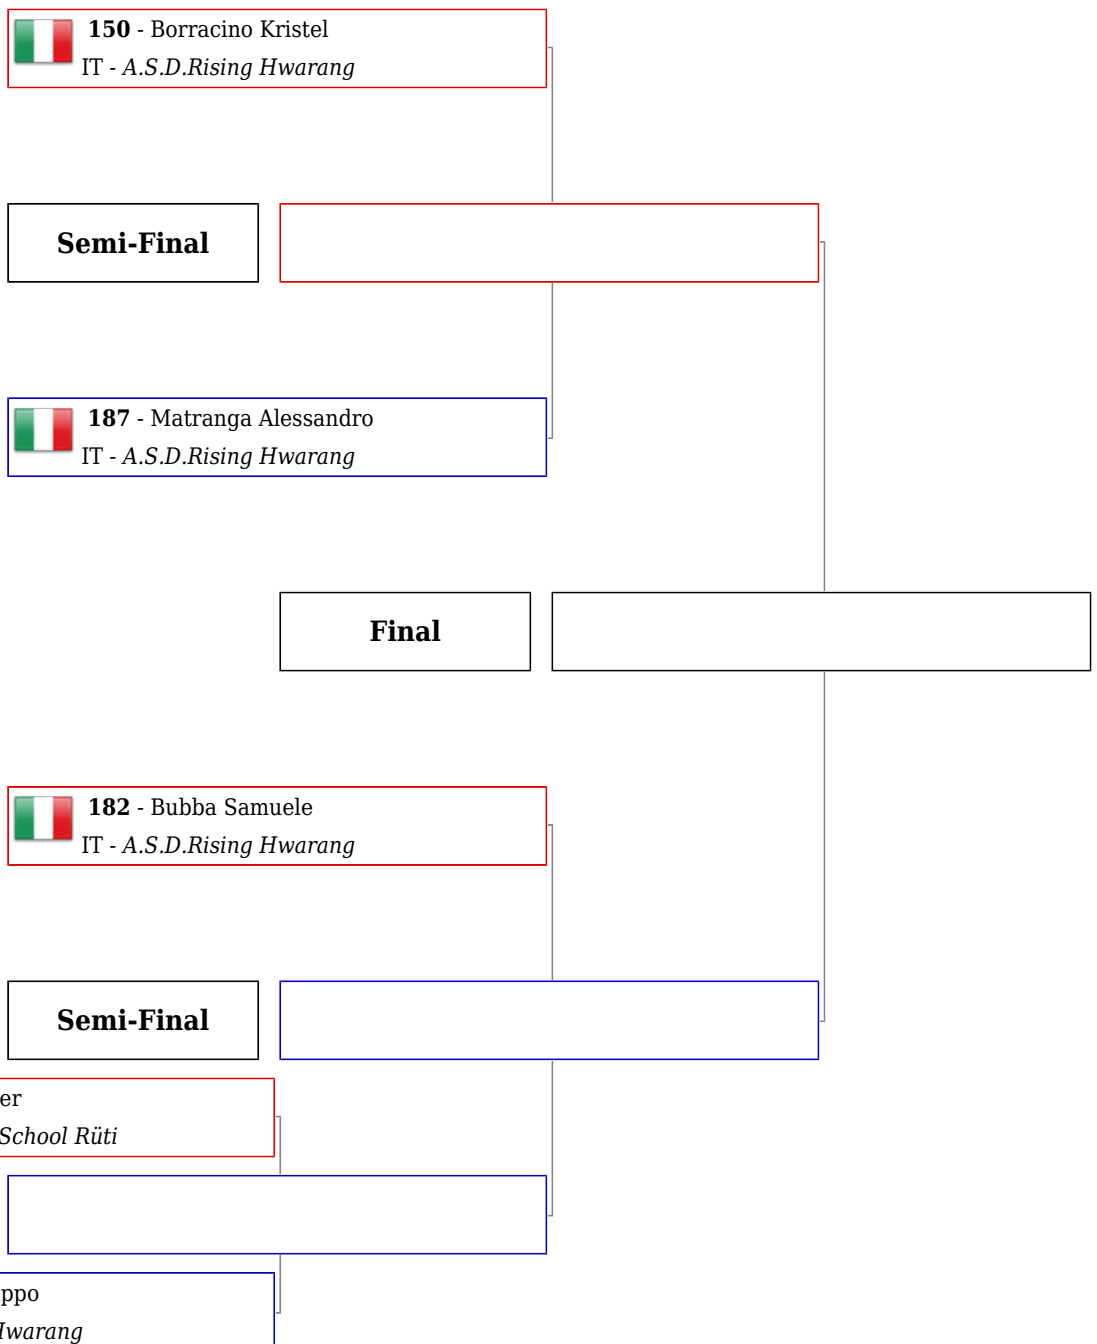 150 - Borracino Kristel
IT - A.S.D.Rising Hwarang
Semi-Final
187 - Matranga Alessandro
IT - A.S.D.Rising Hwarang
Final
182 - Bubba Samuele
IT - A.S.D.Rising Hwarang
Semi-Final
er
School Rüti
ppo
Hwarang